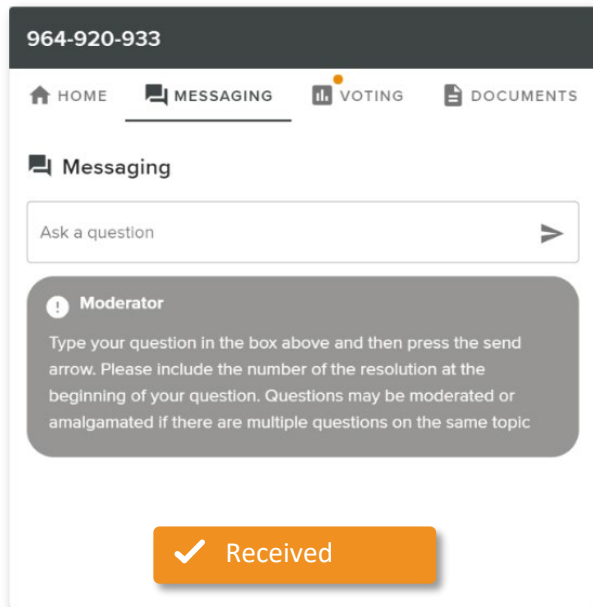 964-920-933
HOME MESSAGING VOTING DOCUMENTS
Messaging
Ask a question
Moderator
Type your question in the box above and then press the send
arrow. Please include the number of the resolution at the
beginning of your question. Questions may be moderated or
amalgamated if there are multiple questions on the same topic
Received